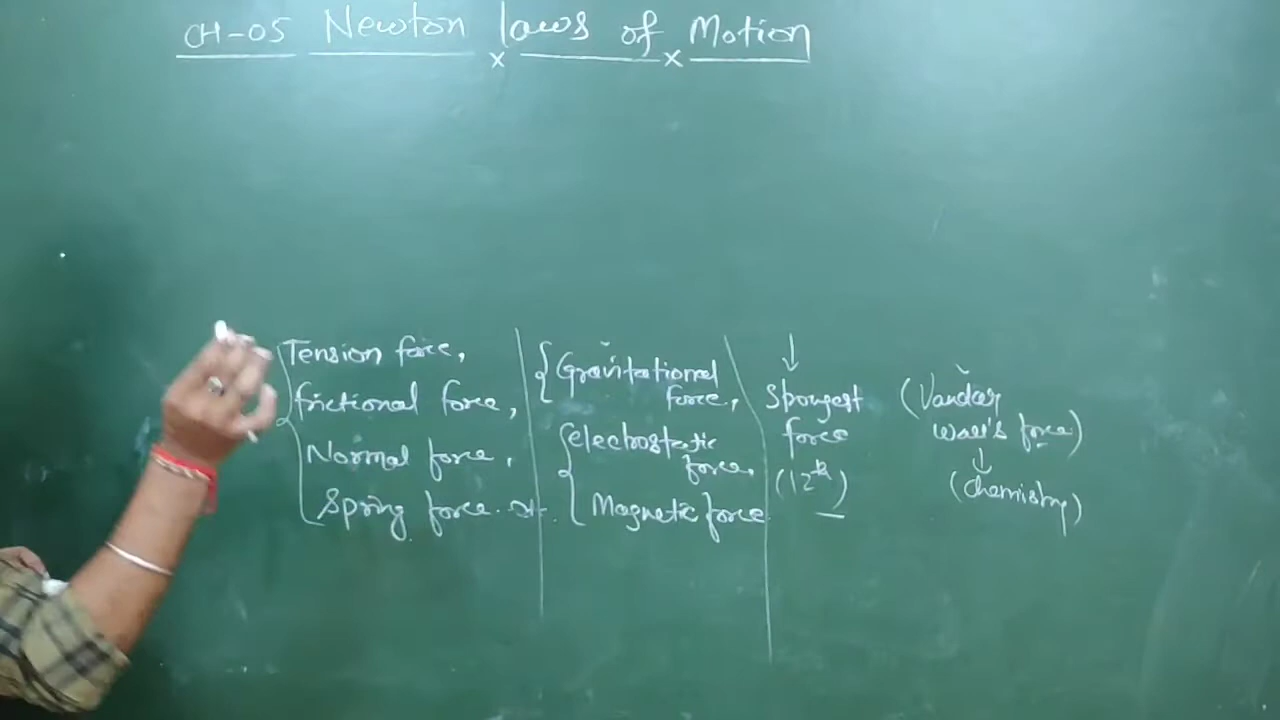 CH-05 Newton laws of Motion
Tension force,
frictional force,
Normal force,
Spring force.
{Gravitational
force,
{electrostatic
force,
Magnetic force
Strongest
force
(12th)
(Vandar
Wall's force)
(Chemistry)